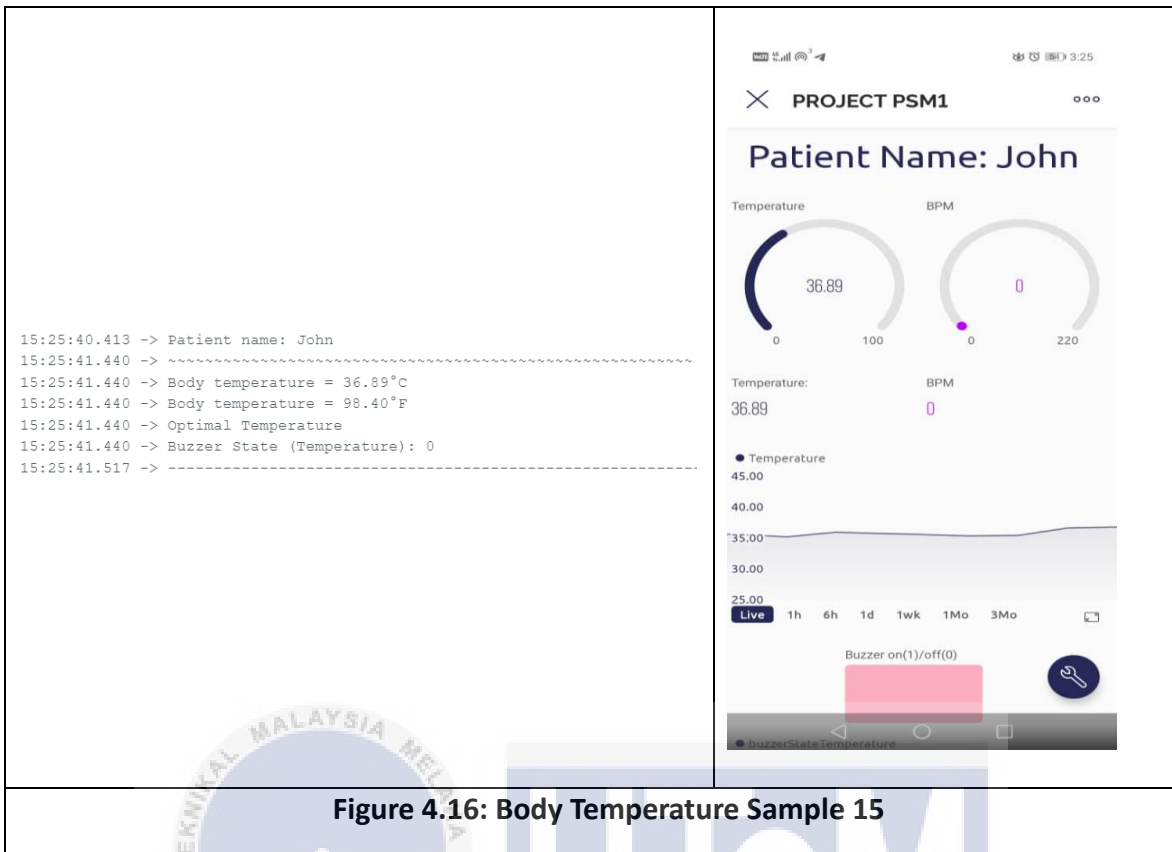 15:25:40.413 -> Patient name: John
15:25:41.440 -> ~~~~~~~~~~~~~~~~~~~~~~~~~~~~~~~~~~~~~~~~~~~~~~~~~~~~~~~~~
15:25:41.440 -> Body temperature = 36.89°C
15:25:41.440 -> Body temperature = 98.40°F
15:25:41.440 -> Optimal Temperature
15:25:41.440 -> Buzzer State (Temperature): 0
15:25:41.517 -> ----------------------------------------------------------
3:25
PROJECT PSM1
Patient Name: John
Temperature BPM
36.89 0
0 100 0 220
Temperature: BPM
36.89 0
Temperature
45.00
40.00
35.00
30.00
25.00
Live 1h 6h 1d 1wk 1Mo 3Mo
Buzzer on(1)/off(0)
buzzerStateTemperature
MALAYSIA
Figure 4.16: Body Temperature Sample 15